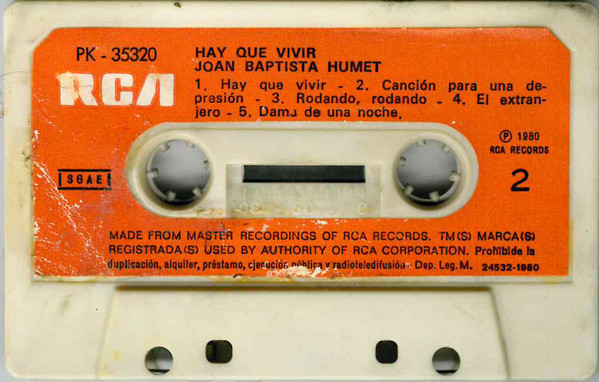 PK - 35320
HAY QUE VIVIR
JOAN BAPTISTA HUMET
RCA
1. Hay que vivir - 2. Canción para una de-
presión - 3. Rodando, rodando - 4. El extran-
jero - 5. Dama de una noche.
℗ 1980
RCA RECORDS
SGAE
2
100 50 0
MADE FROM MASTER RECORDINGS OF RCA RECORDS. TM(S) MARCA(S)
REGISTRADA(S) USED BY AUTHORITY OF RCA CORPORATION. Prohibida la
duplicación, alquiler, préstamo, ejecución pública y radioteledifusión - Dep. Leg. M. 24532-1980